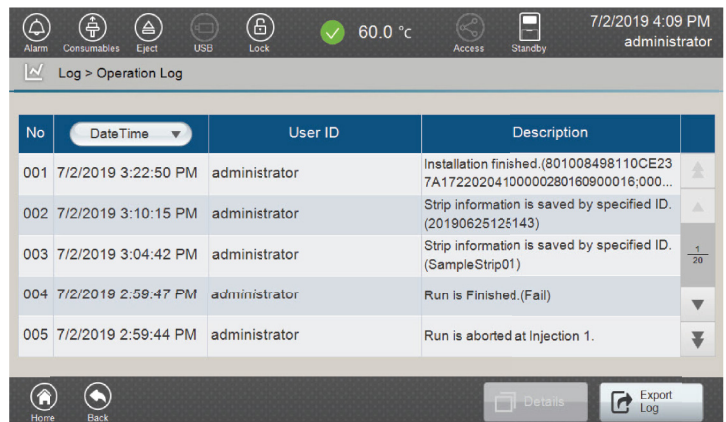 7/2/2019 4:09 PM
60.0 °c
administrator
Alarm Consumables Eject USB Lock Access Standby
Log > Operation Log
No DateTime ▼ User ID Description
001 7/2/2019 3:22:50 PM administrator Installation finished.(801008498110CE23
7A17220204100000280160900016;000...
002 7/2/2019 3:10:15 PM administrator Strip information is saved by specified ID.
(20190625125143)
003 7/2/2019 3:04:42 PM administrator Strip information is saved by specified ID.
(SampleStrip01)
1
20
004 7/2/2019 2:59:47 PM administrator Run is Finished.(Fail)
005 7/2/2019 2:59:44 PM administrator Run is aborted at Injection 1.
Home Back Details Export
Log